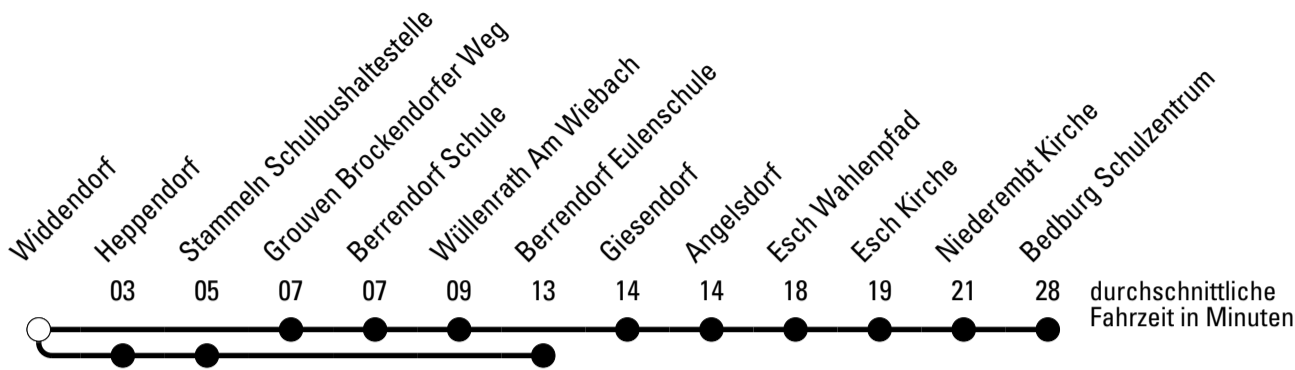 Widdendorf
Heppendorf
Stammeln Schulbushaltestelle
Grouven Brockendorfer Weg
Berrendorf Schule
Wüllenrath Am Wiebach
Berrendorf Eulenschule
Giesendorf
Angelsdorf
Esch Wahlenpfad
Esch Kirche
Niederembt Kirche
Bedburg Schulzentrum
03 05 07 07 09 13 14 14 18 19 21 28 durchschnittliche
Fahrzeit in Minuten